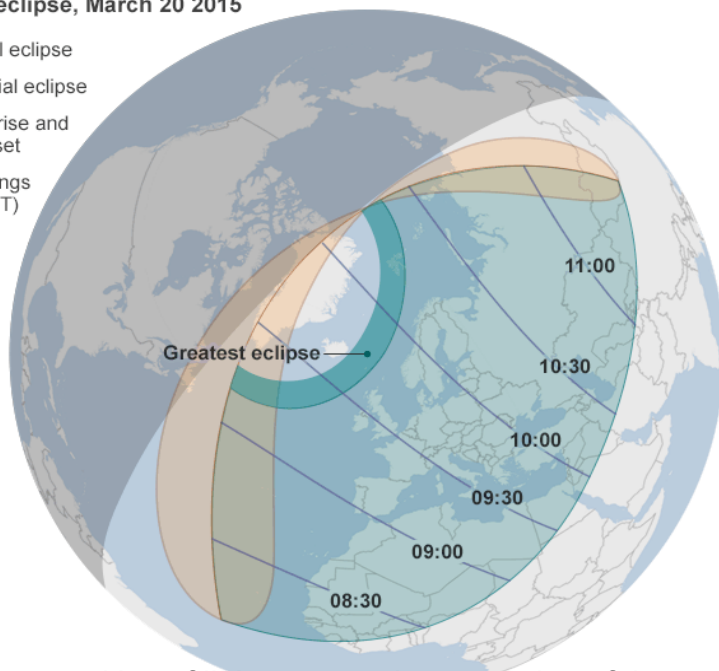 eclipse, March 20 2015
l eclipse
ial eclipse
rise and
set
ngs
T)
11:00
Greatest eclipse
10:30
10:00
09:30
09:00
08:30